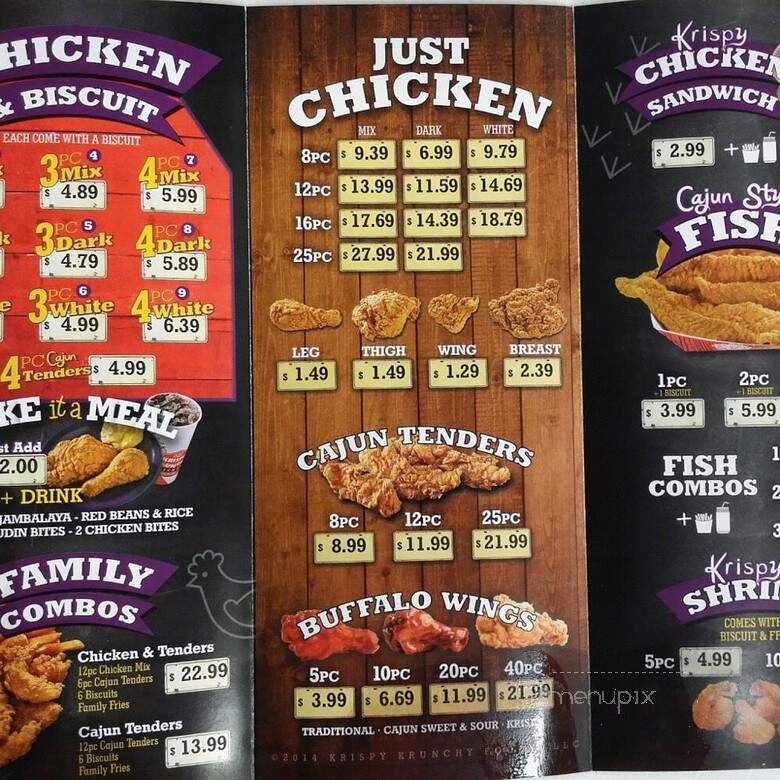 CHICKEN
& BISCUIT
EACH COME WITH A BISCUIT
3PC 4 Mix
$ 4.89
4PC 7 Mix
$ 5.99
3PC 5 Dark
$ 4.79
4PC 8 Dark
$ 5.89
3PC 6 White
$ 4.99
4PC 9 White
$ 6.39
4PC Cajun Tenders $ 4.99
KE it a MEAL
st Add
2.00
+ DRINK
JAMBALAYA - RED BEANS & RICE
UDIN BITES - 2 CHICKEN BITES
FAMILY
COMBOS
Chicken & Tenders
12pc Chicken Mix
6pc Cajun Tenders
6 Biscuits
Family Fries
$ 22.99
Cajun Tenders
12pc Cajun Tenders
6 Biscuits
Family Fries
$ 13.99
JUST
CHICKEN
MIX DARK WHITE
8PC $ 9.39 $ 6.99 $ 9.79
12PC $ 13.99 $ 11.59 $ 14.69
16PC $ 17.69 $ 14.39 $ 18.79
25PC $ 27.99 $ 21.99
LEG THIGH WING BREAST
$ 1.49 $ 1.49 $ 1.29 $ 2.39
CAJUN TENDERS
8PC 12PC 25PC
$ 8.99 $ 11.99 $ 21.99
BUFFALO WINGS
5PC 10PC 20PC 40PC
$ 3.99 $ 6.69 $ 11.99 $ 21.99
TRADITIONAL · CAJUN SWEET & SOUR ·
©2014 KRISPY KRUNCHY
Krispy
CHICKEN
SANDWICH
$ 2.99 +
Cajun
FISH
1PC 2PC
+1 BISCUIT +1 BISCUIT
$ 3.99 $ 5.99
FISH
COMBOS
+
Krispy
SHRI
COMES WITH
BISCUIT &
5PC $ 4.99 10
menupix